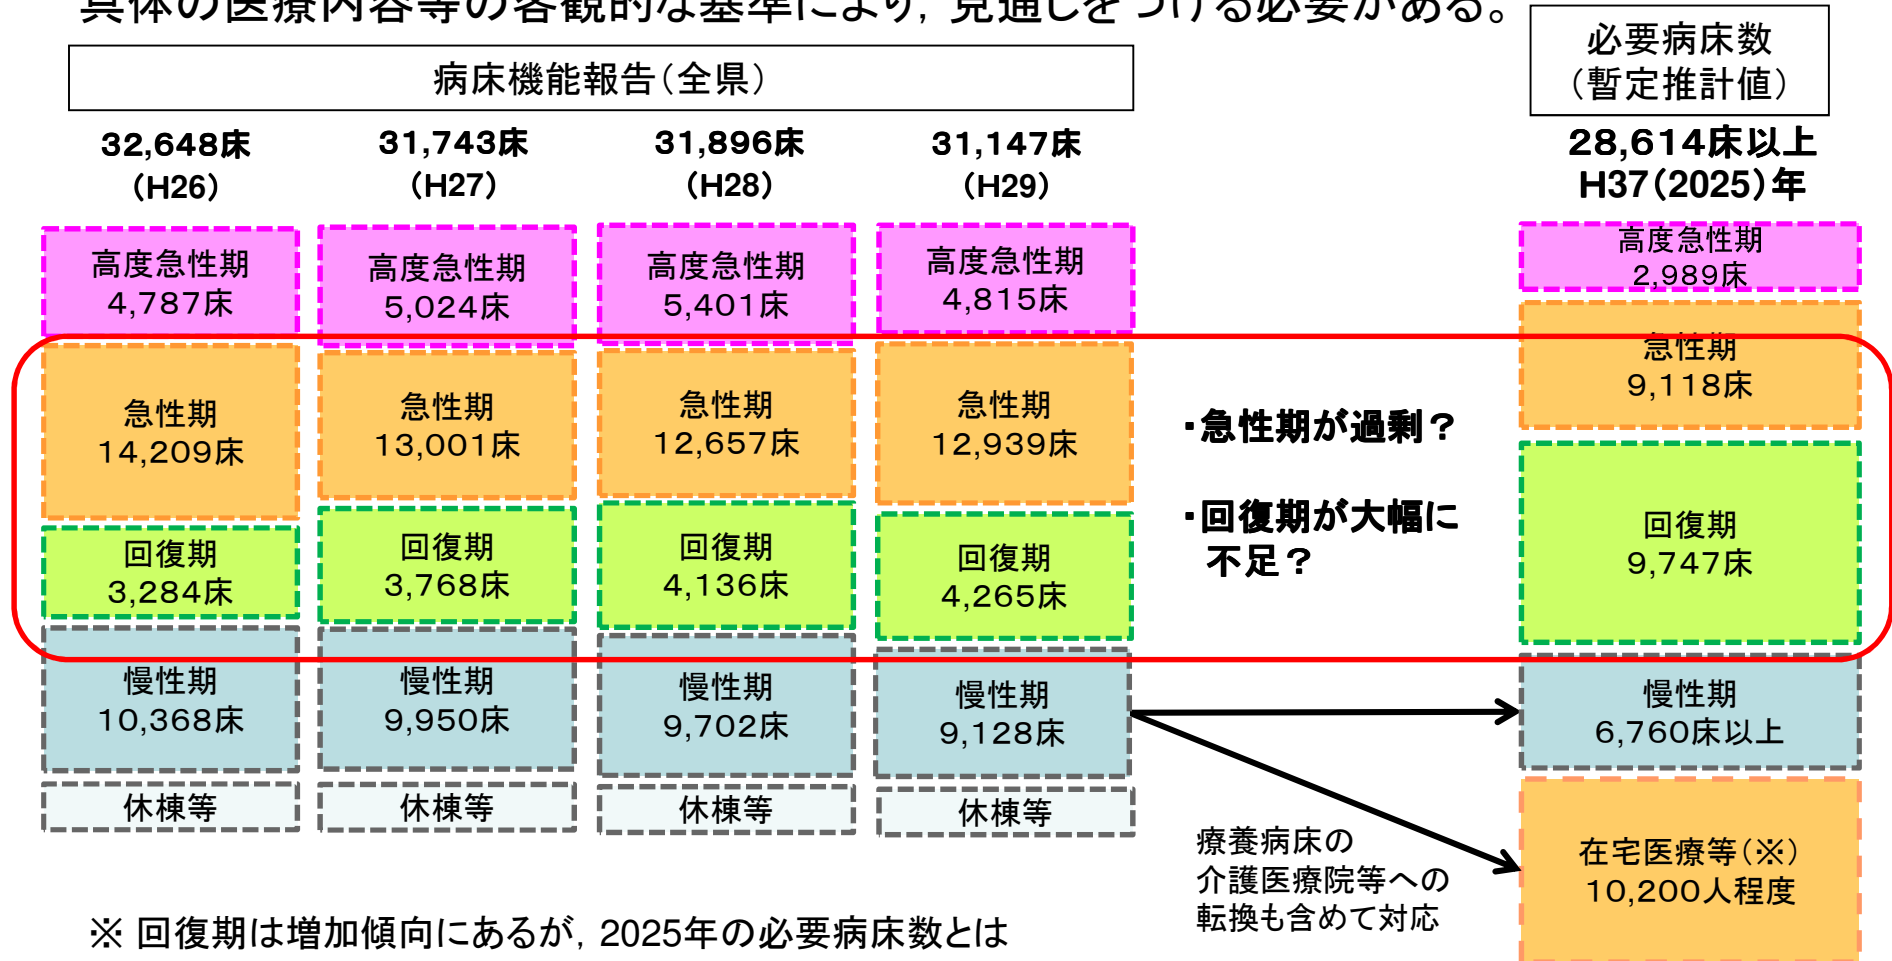 具体の医療内容等の客観的な基準により，見通しをつける必要がある。
病床機能報告（全県）
必要病床数
（暫定推計値）
32,648床
（H26）
31,743床
（H27）
31,896床
（H28）
31,147床
（H29）
28,614床以上
H37（2025）年
高度急性期
4,787床
高度急性期
5,024床
高度急性期
5,401床
高度急性期
4,815床
高度急性期
2,989床
急性期
14,209床
急性期
13,001床
急性期
12,657床
急性期
12,939床
・急性期が過剰？
急性期
9,118床
回復期
3,284床
回復期
3,768床
回復期
4,136床
回復期
4,265床
・回復期が大幅に
不足？
回復期
9,747床
慢性期
10,368床
慢性期
9,950床
慢性期
9,702床
慢性期
9,128床
慢性期
6,760床以上
休棟等
休棟等
休棟等
休棟等
療養病床の
介護医療院等への
転換も含めて対応
在宅医療等（※）
10,200人程度
※ 回復期は増加傾向にあるが，2025年の必要病床数とは